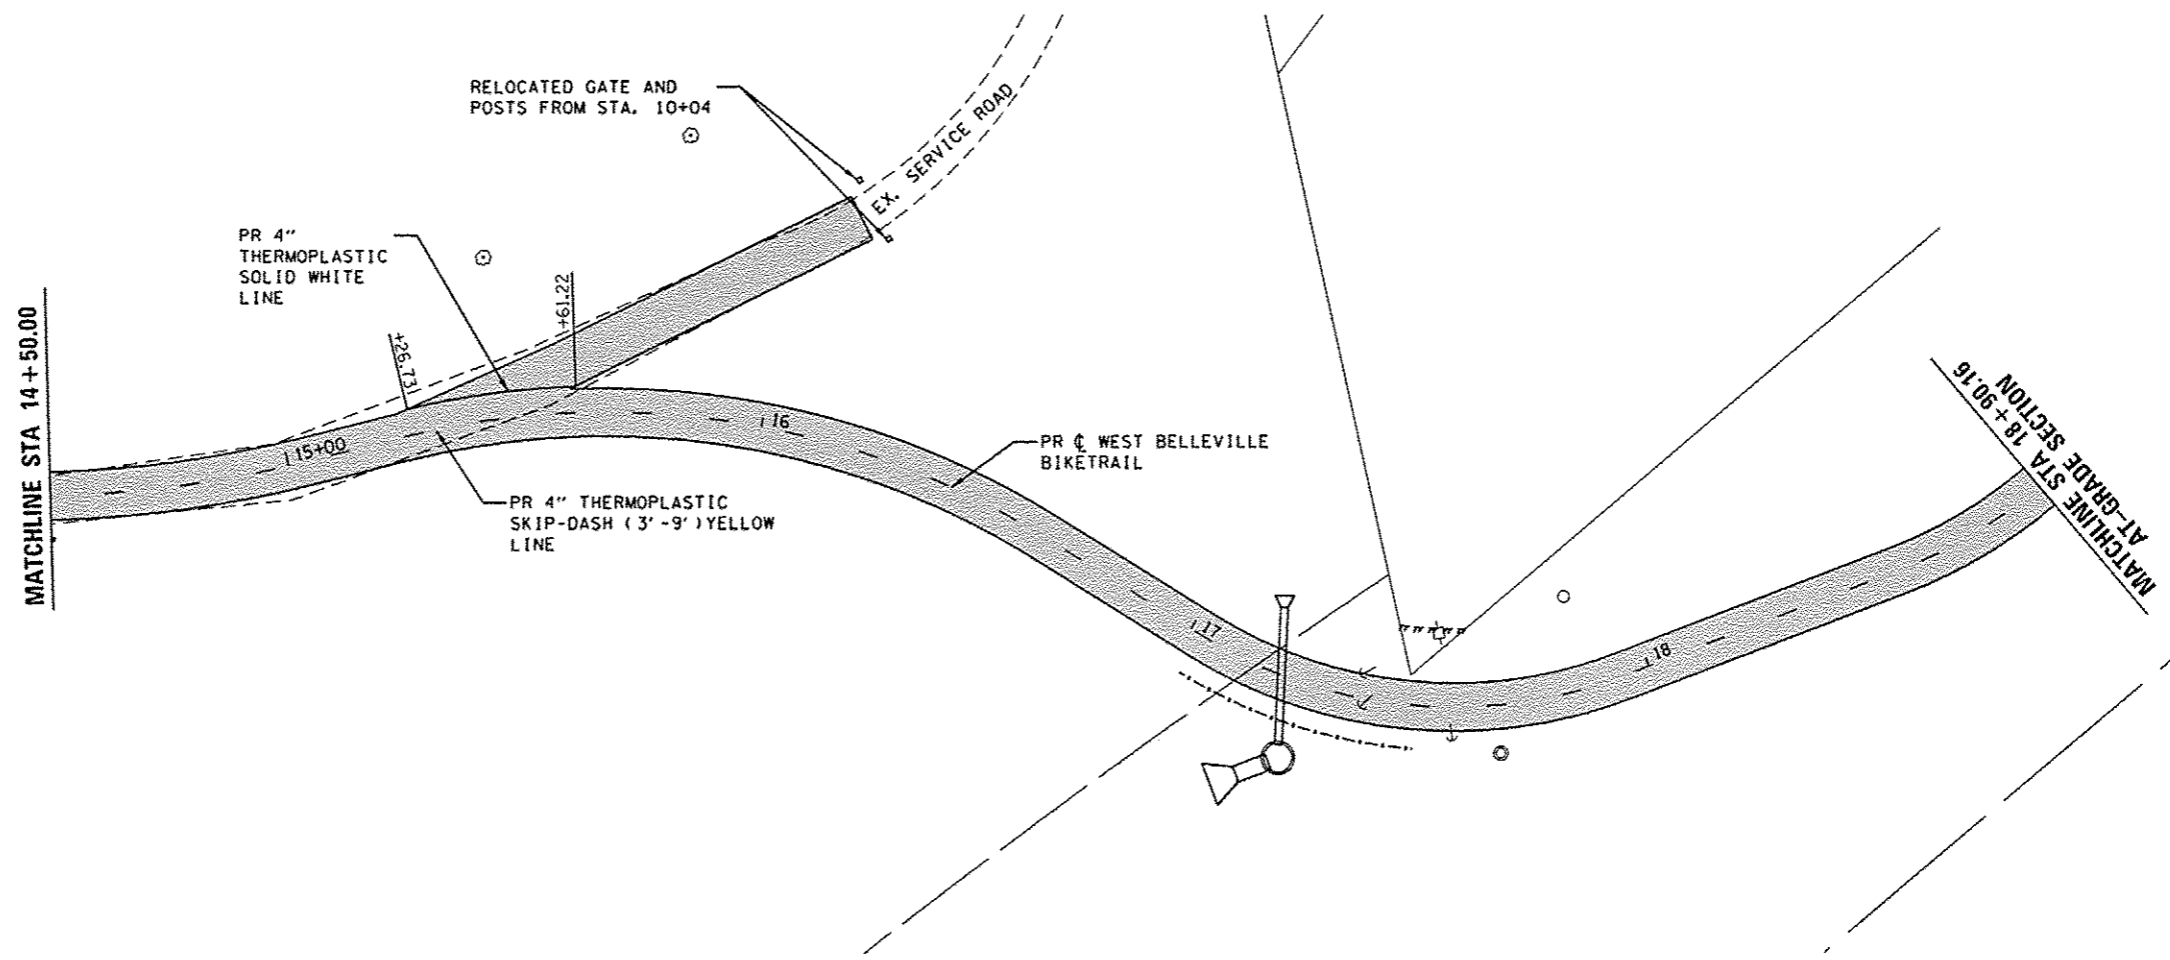 RELOCATED GATE AND
POSTS FROM STA. 10+04
EX. SERVICE ROAD
PR 4"
THERMOPLASTIC
SOLID WHITE
LINE
+26.73
+61.22
MATCHLINE STA 14+50.00
15+00
16
PR ℄ WEST BELLEVILLE
BIKETRAIL
PR 4" THERMOPLASTIC
SKIP-DASH (3'-9') YELLOW
LINE
17
18
MATCHLINE STA 18+90.16
AT-GRADE SECTION